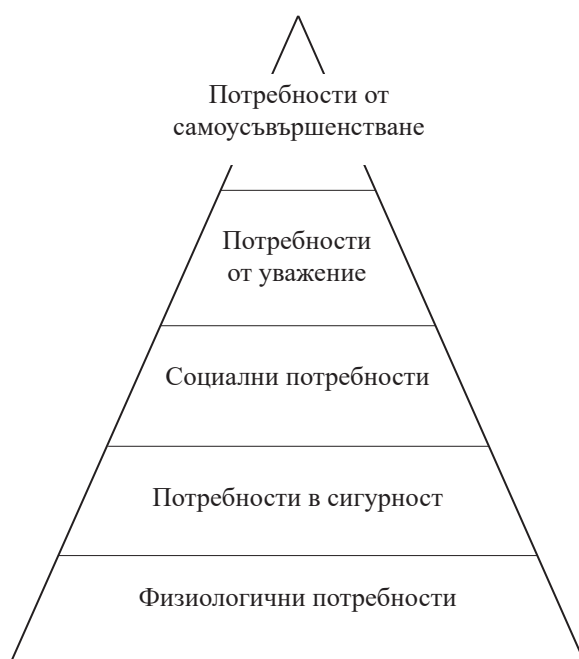 Потребности от
самоусъвършенстване
Потребности
от уважение
Социални потребности
Потребности в сигурност
Физиологични потребности